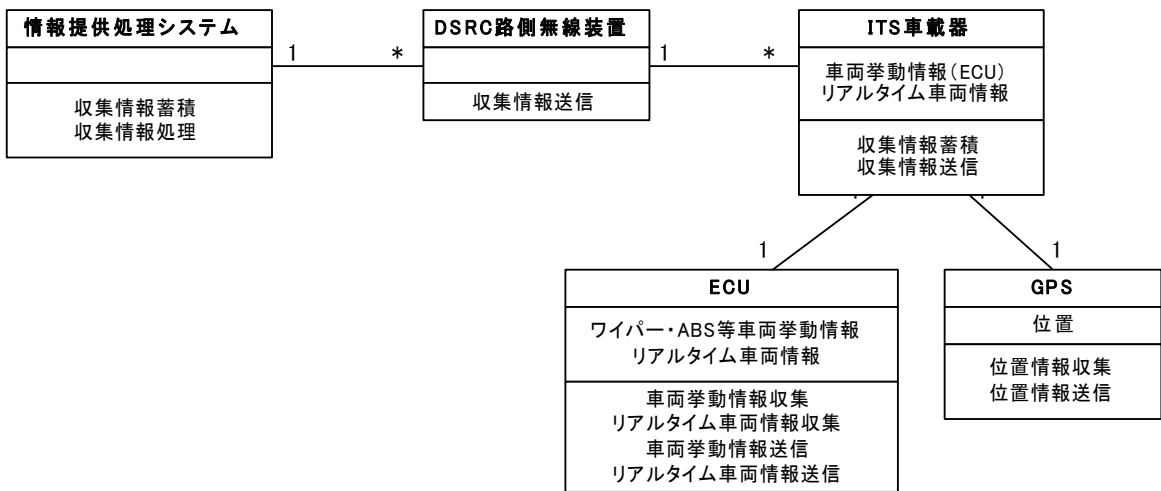 情報提供処理システム
収集情報蓄積
収集情報処理
1
*
DSRC路側無線装置
収集情報送信
1
*
ITS車載器
車両挙動情報(ECU)
リアルタイム車両情報
収集情報蓄積
収集情報送信
1
1
ECU
ワイパー・ABS等車両挙動情報
リアルタイム車両情報
車両挙動情報収集
リアルタイム車両情報収集
車両挙動情報送信
リアルタイム車両情報送信
GPS
位置
位置情報収集
位置情報送信